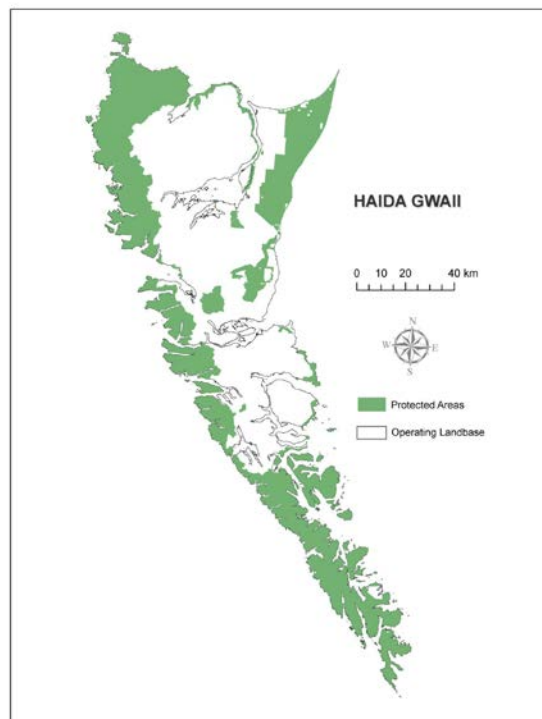 HAIDA GWAII
0 10 20 40 km
N
W E
S
Protected Areas
Operating Landbase